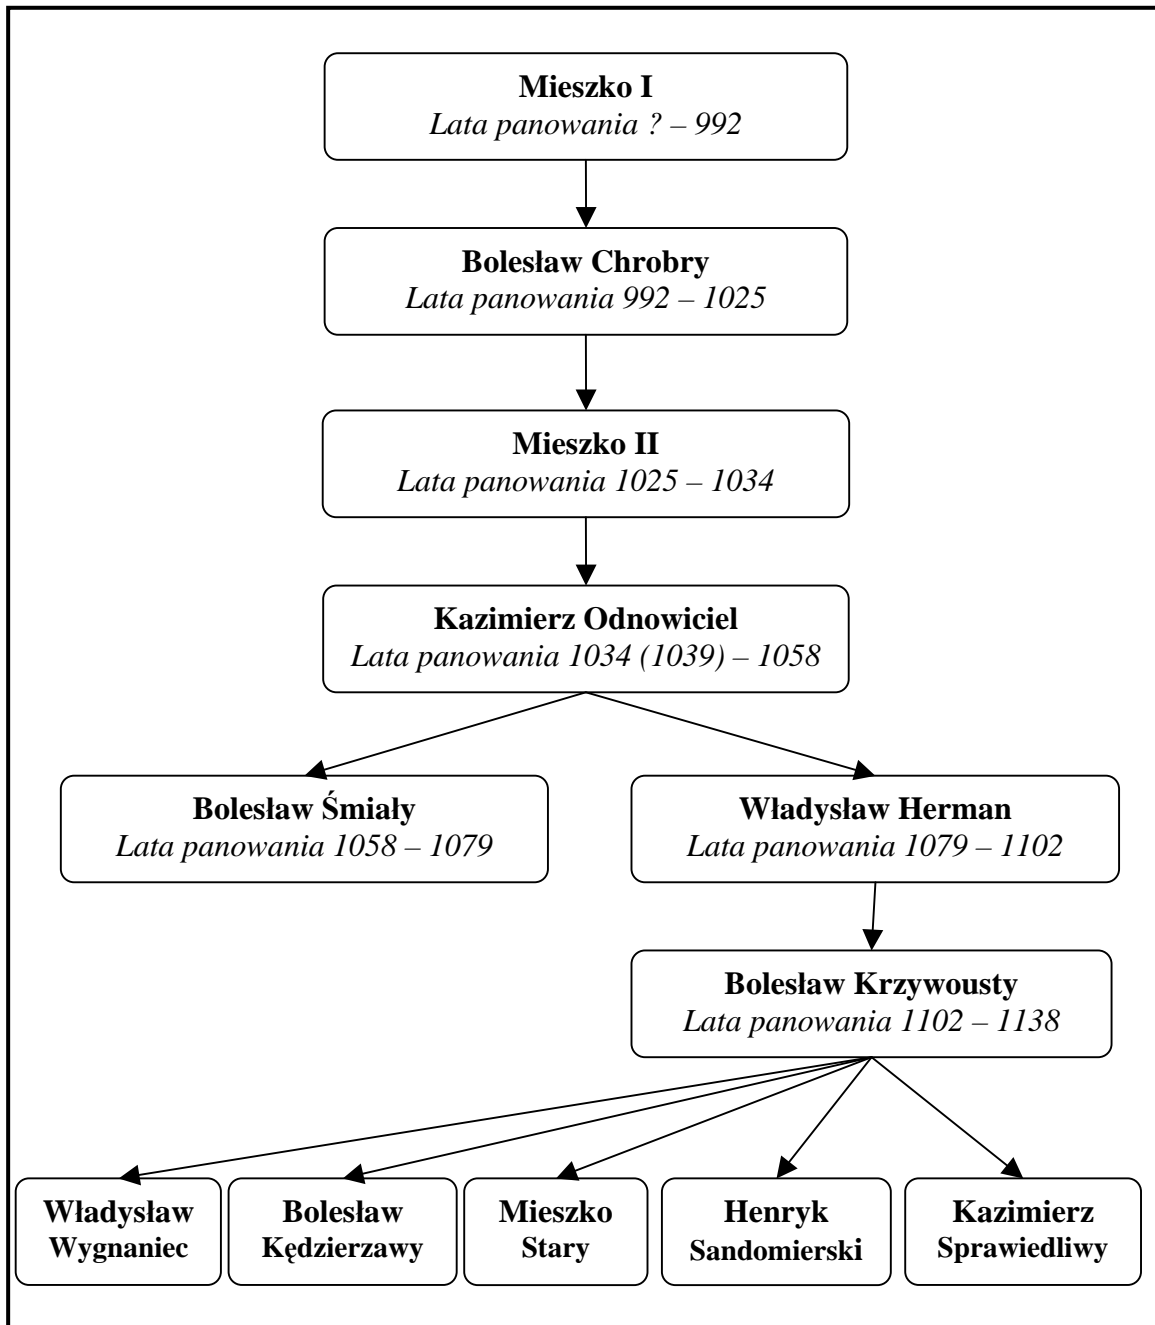 Mieszko I
Lata panowania ? – 992
Bolesław Chrobry
Lata panowania 992 – 1025
Mieszko II
Lata panowania 1025 – 1034
Kazimierz Odnowiciel
Lata panowania 1034 (1039) – 1058
Bolesław Śmiały
Lata panowania 1058 – 1079
Władysław Herman
Lata panowania 1079 – 1102
Bolesław Krzywousty
Lata panowania 1102 – 1138
Władysław
Wygnaniec
Bolesław
Kędzierzawy
Mieszko
Stary
Henryk
Sandomierski
Kazimierz
Sprawiedliwy